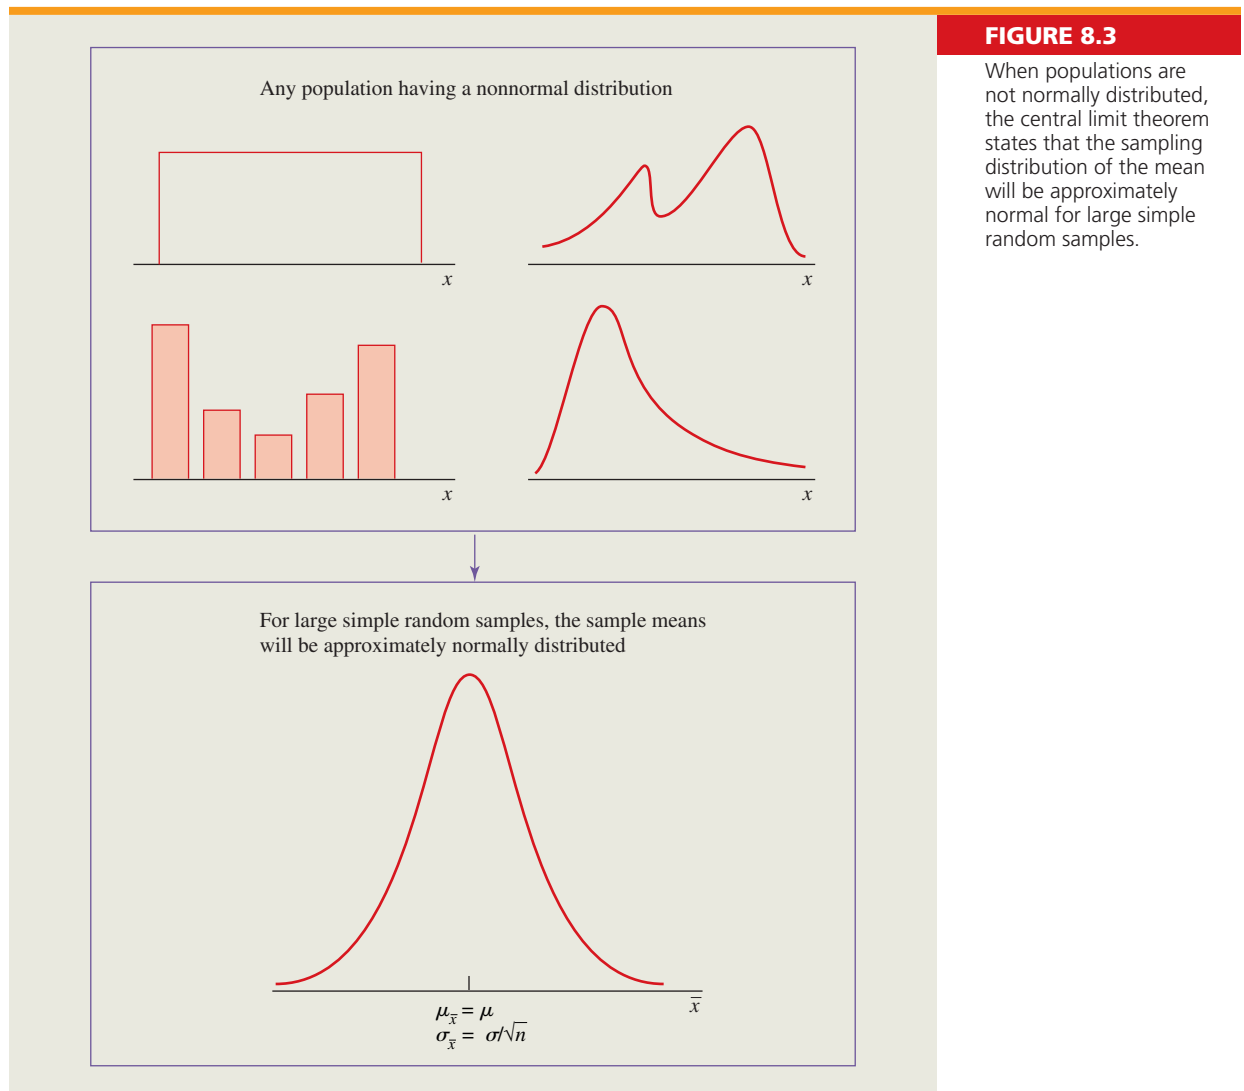 FIGURE 8.3
When populations are
not normally distributed,
the central limit theorem
states that the sampling
distribution of the mean
will be approximately
normal for large simple
random samples.
Any population having a nonnormal distribution
x
x
x
x
For large simple random samples, the sample means
will be approximately normally distributed
x̄
μx̄ = μ
σx̄ = σ/√n